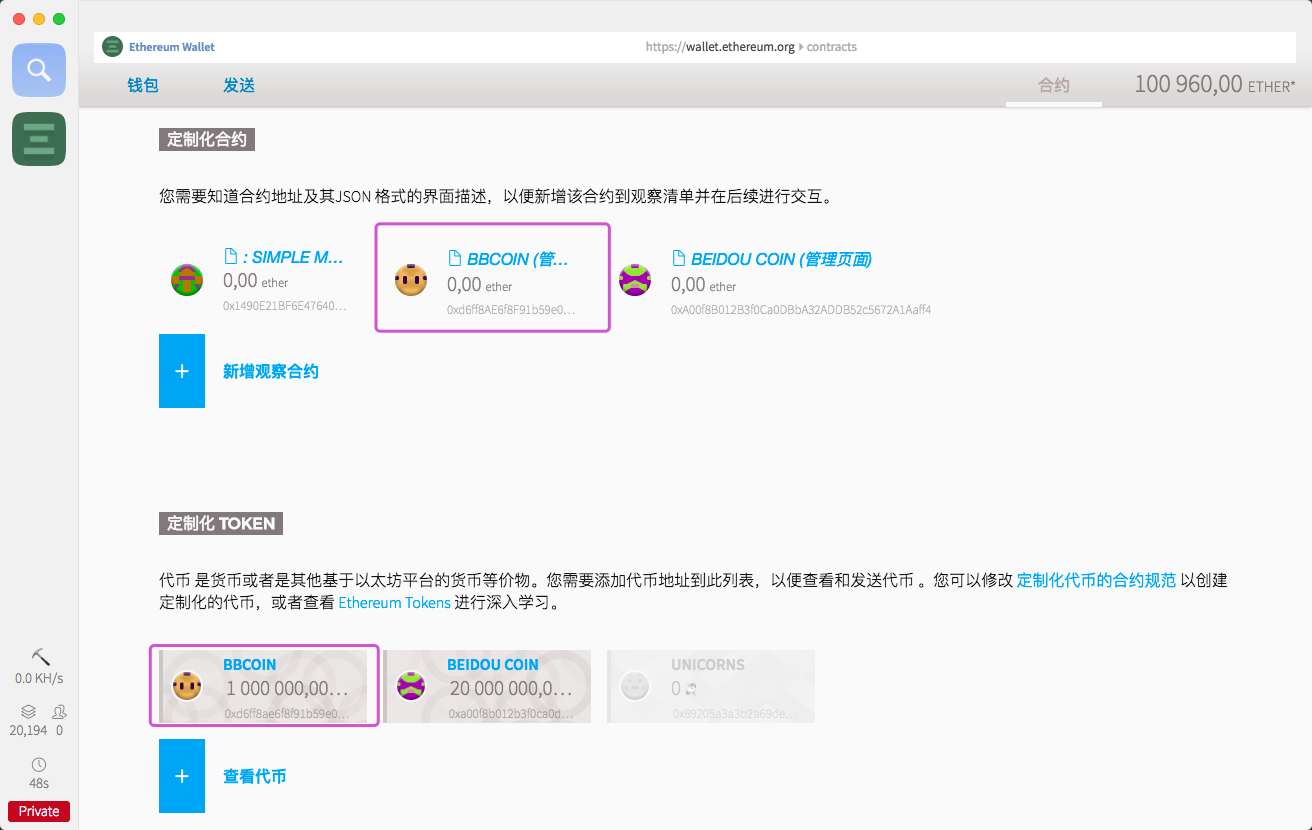 Ethereum Wallet
https://wallet.ethereum.org ▸ contracts
钱包
发送
合约
100 960,00 ETHER*
定制化合约
您需要知道合约地址及其JSON 格式的界面描述，以便新增该合约到观察清单并在后续进行交互。
: SIMPLE M...
0,00 ether
0x1490E21BF6E47640...
BBCOIN (管...
0,00 ether
0xd6ff8AE6f8F91b59e0...
BEIDOU COIN (管理页面)
0,00 ether
0xA00f8B012B3f0Ca0DBbA32ADDB52c5672A1Aaff4
+
新增观察合约
定制化 TOKEN
代币 是货币或者是其他基于以太坊平台的货币等价物。您需要添加代币地址到此列表，以便查看和发送代币 。您可以修改 定制化代币的合约规范 以创建
定制化的代币，或者查看 Ethereum Tokens 进行深入学习。
BBCOIN
1 000 000,00...
0xd6ff8ae6f8f91b59e0...
BEIDOU COIN
20 000 000,0...
0xa00f8b012b3f0ca0d...
UNICORNS
0
0x89205a3a3b2a69de...
+
查看代币
0.0 KH/s
20,194 0
48s
Private